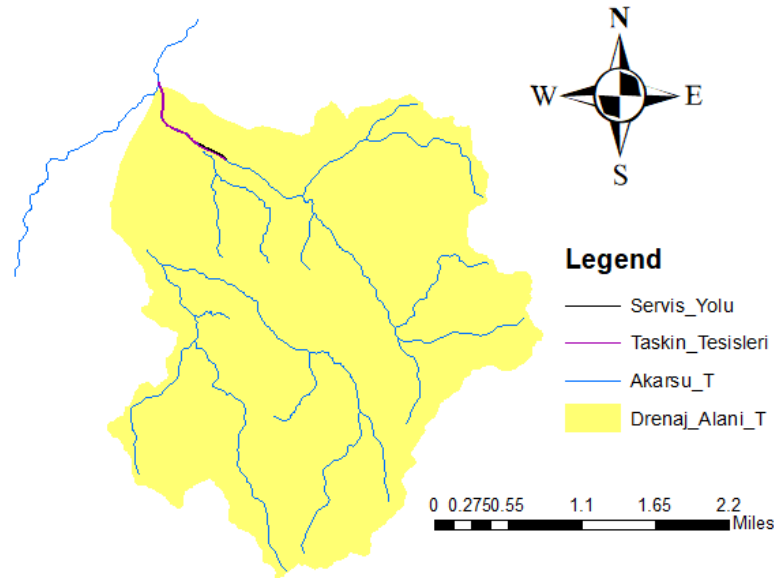 N
W E
S
Legend
Servis_Yolu
Taskin_Tesisleri
Akarsu_T
Drenaj_Alani_T
0 0.2750.55 1.1 1.65 2.2
Miles